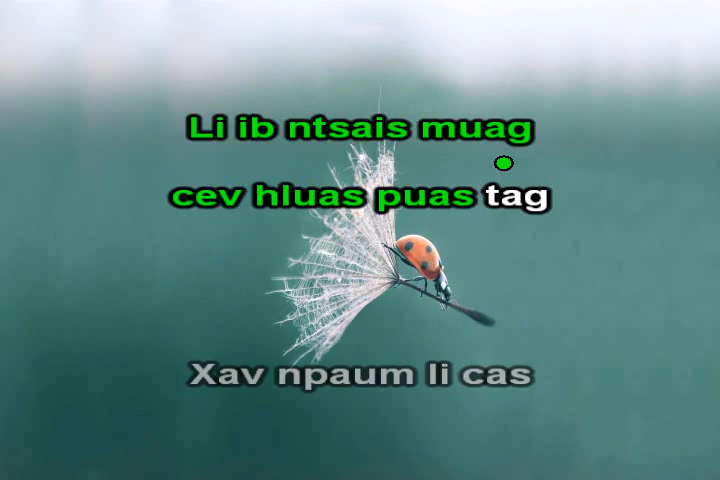 Li ib ntsais muag
cev hluas puas tag
Xav npaum li cas